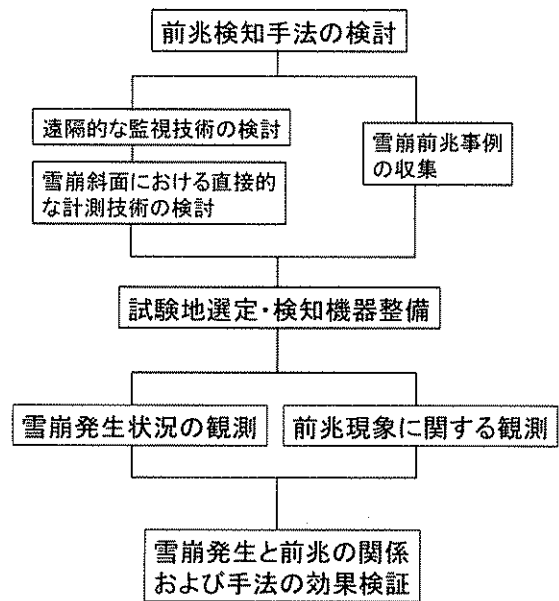 前兆検知手法の検討
遠隔的な監視技術の検討
雪崩斜面における直接的
な計測技術の検討
雪崩前兆事例
の収集
試験地選定・検知機器整備
雪崩発生状況の観測
前兆現象に関する観測
雪崩発生と前兆の関係
および手法の効果検証